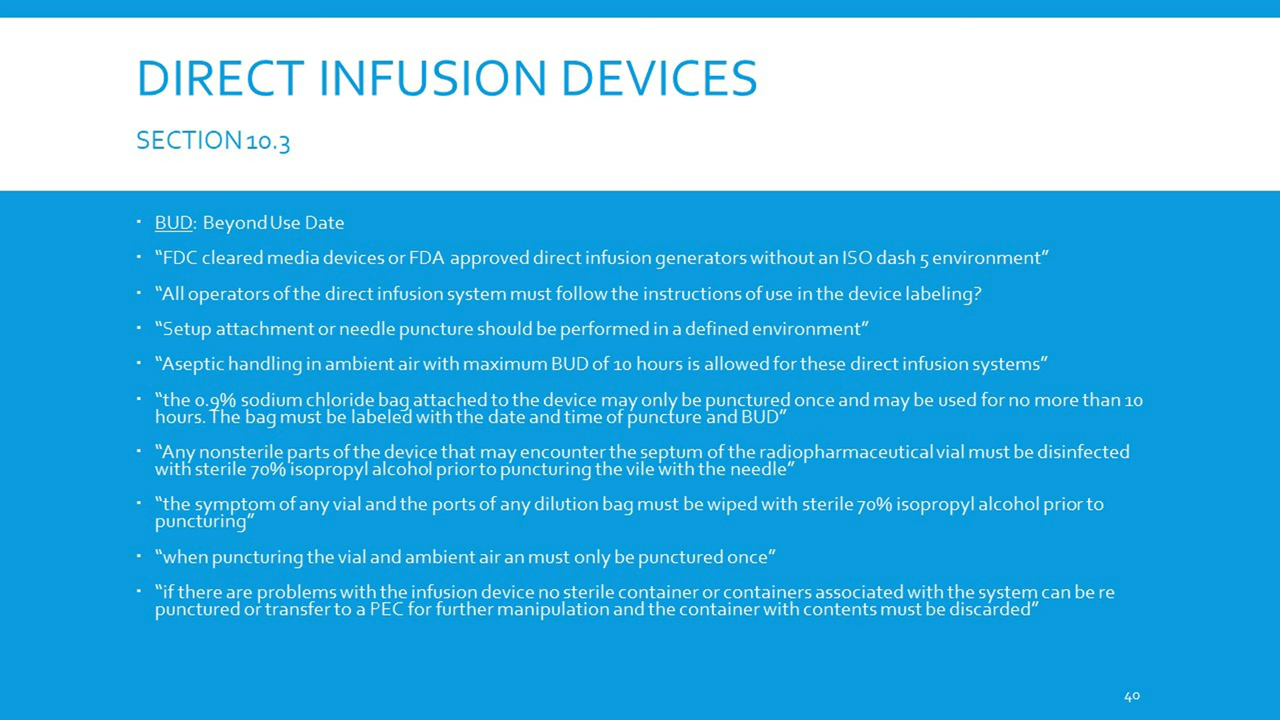 DIRECT INFUSION DEVICES
SECTION 10.3
▪ BUD: Beyond Use Date
▪ “FDC cleared media devices or FDA approved direct infusion generators without an ISO dash 5 environment”
▪ “All operators of the direct infusion system must follow the instructions of use in the device labeling?
▪ “Setup attachment or needle puncture should be performed in a defined environment”
▪ “Aseptic handling in ambient air with maximum BUD of 10 hours is allowed for these direct infusion systems”
▪ “the 0.9% sodium chloride bag attached to the device may only be punctured once and may be used for no more than 10
hours. The bag must be labeled with the date and time of puncture and BUD”
▪ “Any nonsterile parts of the device that may encounter the septum of the radiopharmaceutical vial must be disinfected
with sterile 70% isopropyl alcohol prior to puncturing the vile with the needle”
▪ “the symptom of any vial and the ports of any dilution bag must be wiped with sterile 70% isopropyl alcohol prior to
puncturing”
▪ “when puncturing the vial and ambient air an must only be punctured once”
▪ “if there are problems with the infusion device no sterile container or containers associated with the system can be re
punctured or transfer to a PEC for further manipulation and the container with contents must be discarded”
40